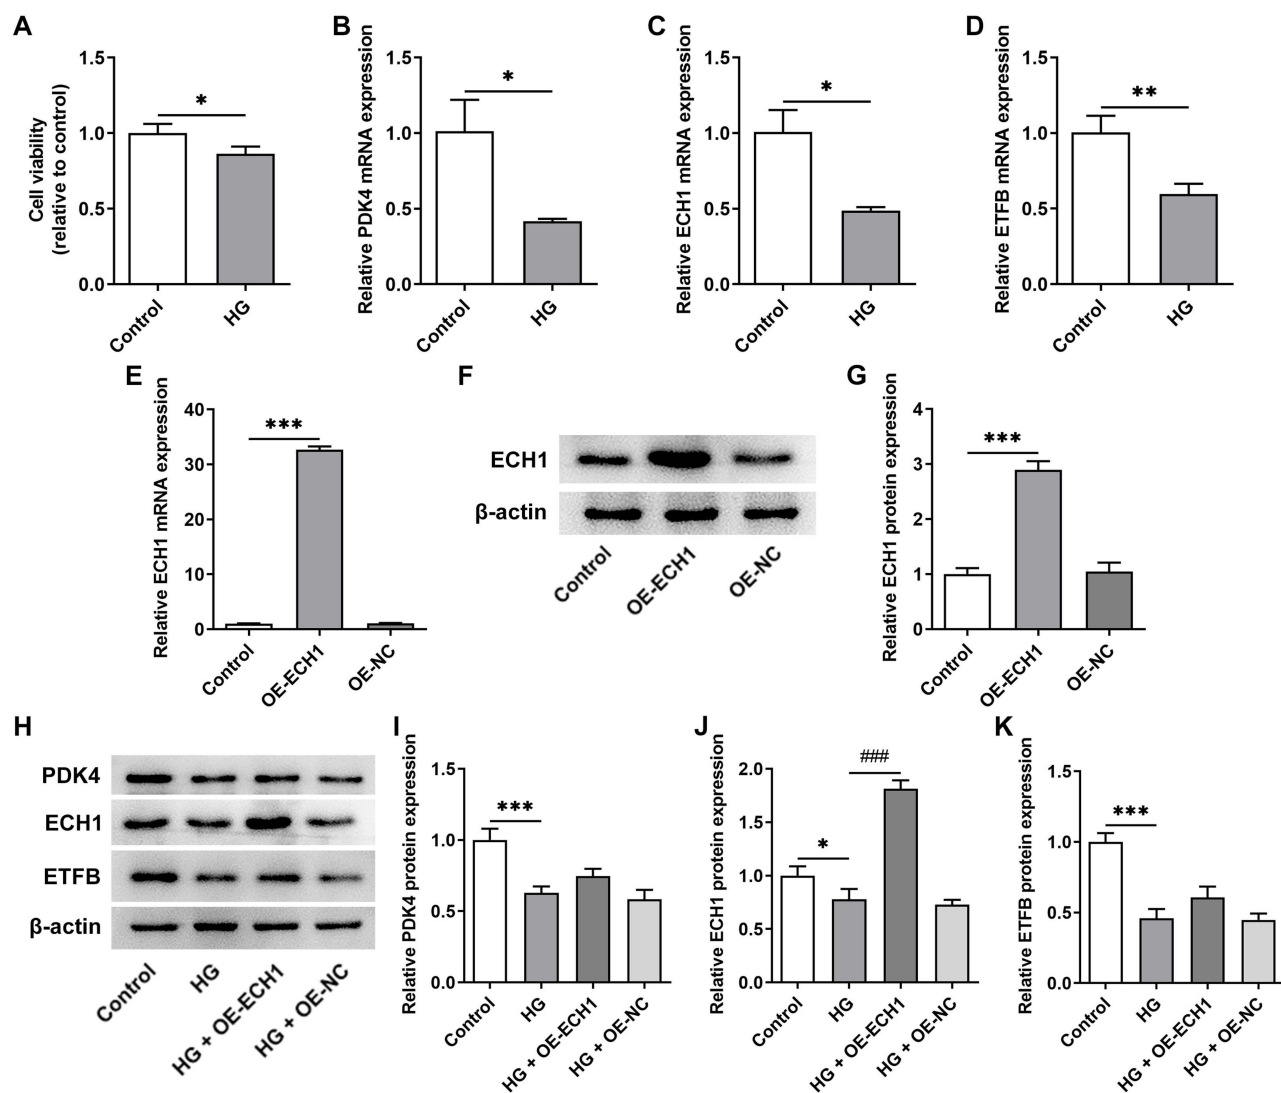 A
Cell viability
(relative to control)
1.5
1.0
0.5
0.0
*
Control
HG
B
Relative PDK4 mRNA expression
1.5
1.0
0.5
0.0
*
Control
HG
C
Relative ECH1 mRNA expression
1.5
1.0
0.5
0.0
*
Control
HG
D
Relative ETFB mRNA expression
1.5
1.0
0.5
0.0
**
Control
HG
E
Relative ECH1 mRNA expression
40
30
20
10
0
***
Control
OE-ECH1
OE-NC
F
ECH1
β-actin
Control
OE-ECH1
OE-NC
G
Relative ECH1 protein expression
4
3
2
1
0
***
Control
OE-ECH1
OE-NC
H
PDK4
ECH1
ETFB
β-actin
Control
HG
HG + OE-ECH1
HG + OE-NC
I
Relative PDK4 protein expression
1.5
1.0
0.5
0.0
***
Control
HG
HG + OE-ECH1
HG + OE-NC
J
Relative ECH1 protein expression
2.0
1.5
1.0
0.5
0.0
*
###
Control
HG
HG + OE-ECH1
HG + OE-NC
K
Relative ETFB protein expression
1.5
1.0
0.5
0.0
***
Control
HG
HG + OE-ECH1
HG + OE-NC